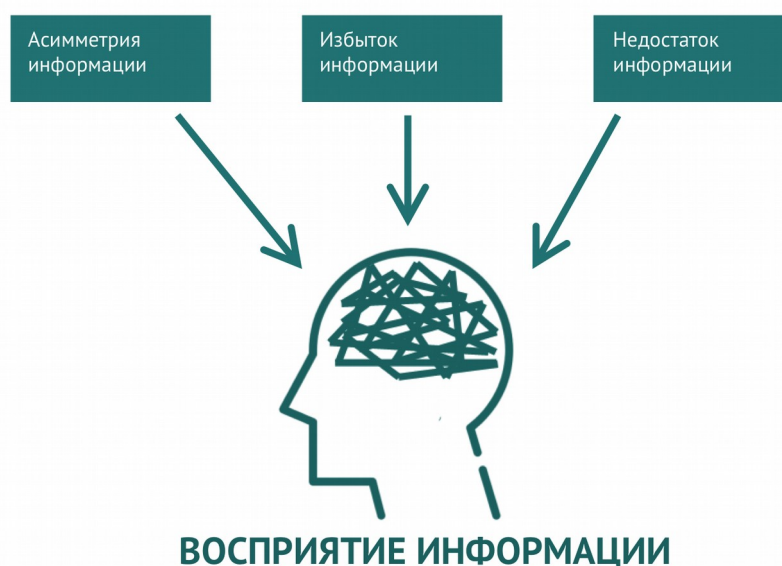 Асимметрия
информации
Избыток
информации
Недостаток
информации
ВОСПРИЯТИЕ ИНФОРМАЦИИ